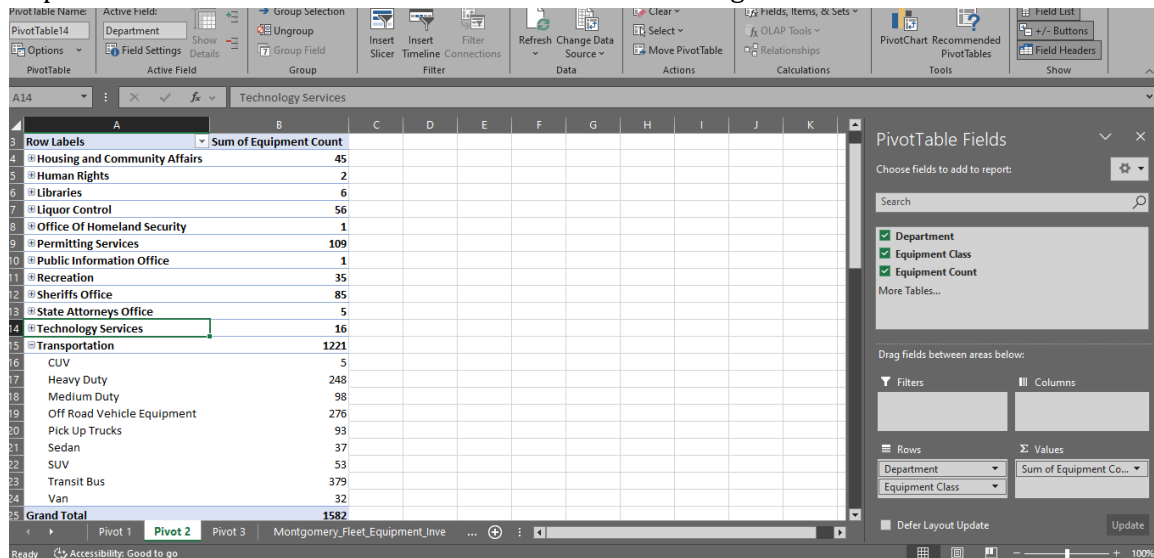 PivotTable Name: Active Field: Group Selection Clear Fields, Items, & Sets Field List
PivotTable14 Department Show Details Ungroup Insert Slicer Insert Timeline Filter Connections Refresh Change Data Source Select OLAP Tools PivotChart Recommended PivotTables +/- Buttons
Options Field Settings Group Field Move PivotTable Relationships Field Headers
PivotTable Active Field Group Filter Data Actions Calculations Tools Show
A14 fx Technology Services
A B C D E F G H I J K
3 Row Labels Sum of Equipment Count
4 Housing and Community Affairs 45
5 Human Rights 2
6 Libraries 6
7 Liquor Control 56
8 Office Of Homeland Security 1
9 Permitting Services 109
10 Public Information Office 1
11 Recreation 35
12 Sheriffs Office 85
13 State Attorneys Office 5
14 Technology Services 16
15 Transportation 1221
16 CUV 5
17 Heavy Duty 248
18 Medium Duty 98
19 Off Road Vehicle Equipment 276
20 Pick Up Trucks 93
21 Sedan 37
22 SUV 53
23 Transit Bus 379
24 Van 32
25 Grand Total 1582
Pivot 1 Pivot 2 Pivot 3 Montgomery_Fleet_Equipment_Inve ...
Ready Accessibility: Good to go 100%
PivotTable Fields
Choose fields to add to report:
Search
Department
Equipment Class
Equipment Count
More Tables...
Drag fields between areas below:
Filters Columns
Rows Σ Values
Department Sum of Equipment Co...
Equipment Class
Defer Layout Update Update